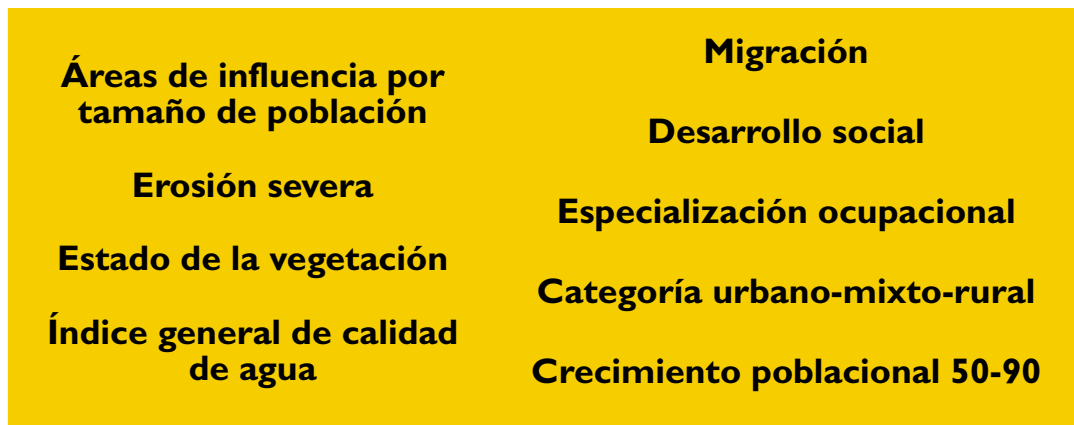 Áreas de influencia por
tamaño de población
Erosión severa
Estado de la vegetación
Índice general de calidad
de agua
Migración
Desarrollo social
Especialización ocupacional
Categoría urbano-mixto-rural
Crecimiento poblacional 50-90